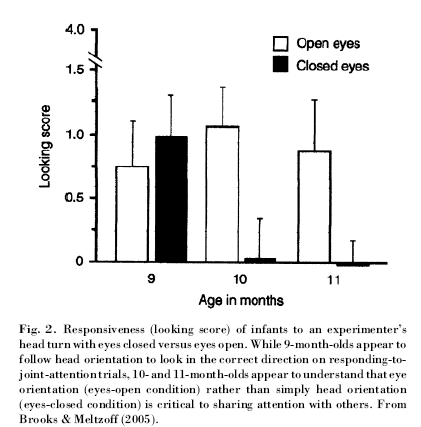 4.0
Open eyes
Closed eyes
1.5
1.0
0.5
0
Looking score
9 10 11
Age in months
Fig. 2. Responsiveness (looking score) of infants to an experimenter's
head turn with eyes closed versus eyes open. While 9-month-olds appear to
follow head orientation to look in the correct direction on responding-to-
joint-attention trials, 10- and 11-month-olds appear to understand that eye
orientation (eyes-open condition) rather than simply head orientation
(eyes-closed condition) is critical to sharing attention with others. From
Brooks & Meltzoff (2005).